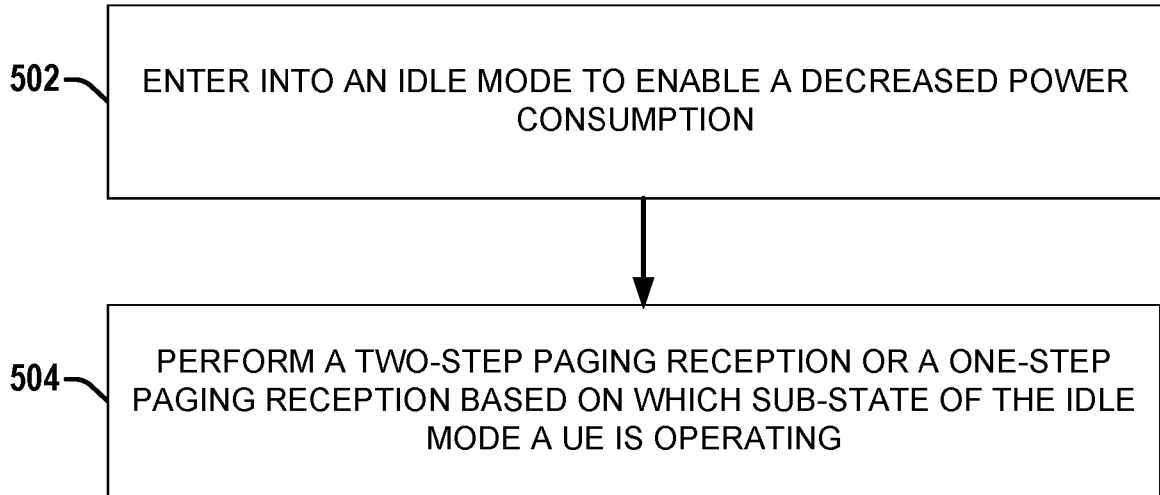 502
ENTER INTO AN IDLE MODE TO ENABLE A DECREASED POWER
CONSUMPTION
504
PERFORM A TWO-STEP PAGING RECEPTION OR A ONE-STEP
PAGING RECEPTION BASED ON WHICH SUB-STATE OF THE IDLE
MODE A UE IS OPERATING